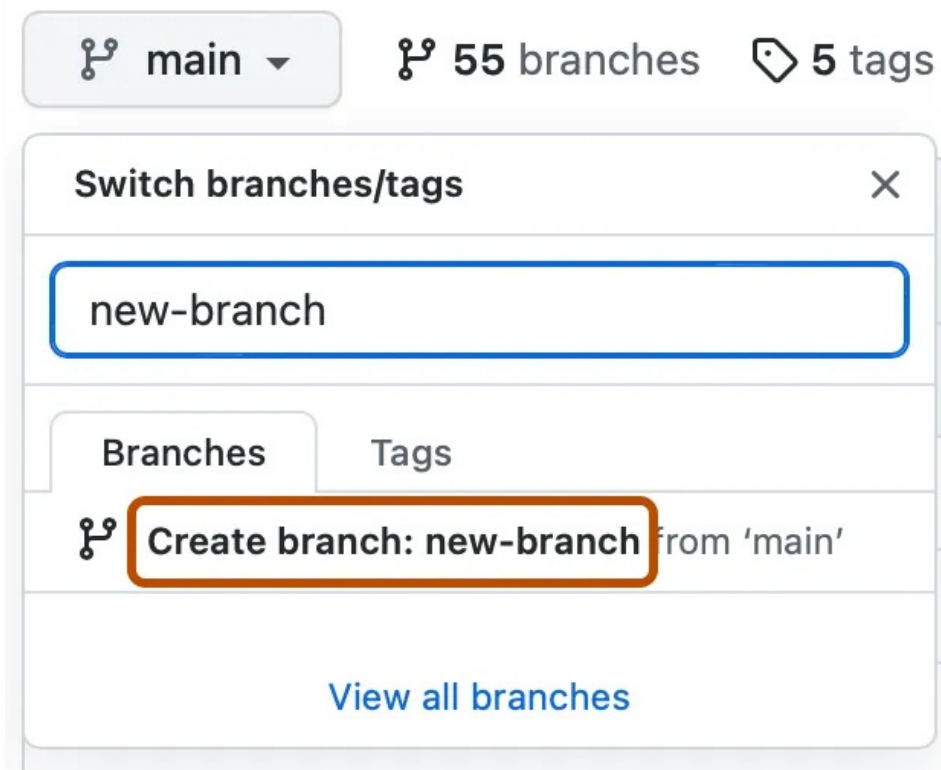 main 55 branches 5 tags
Switch branches/tags
new-branch
Branches Tags
Create branch: new-branch from ‘main’
View all branches